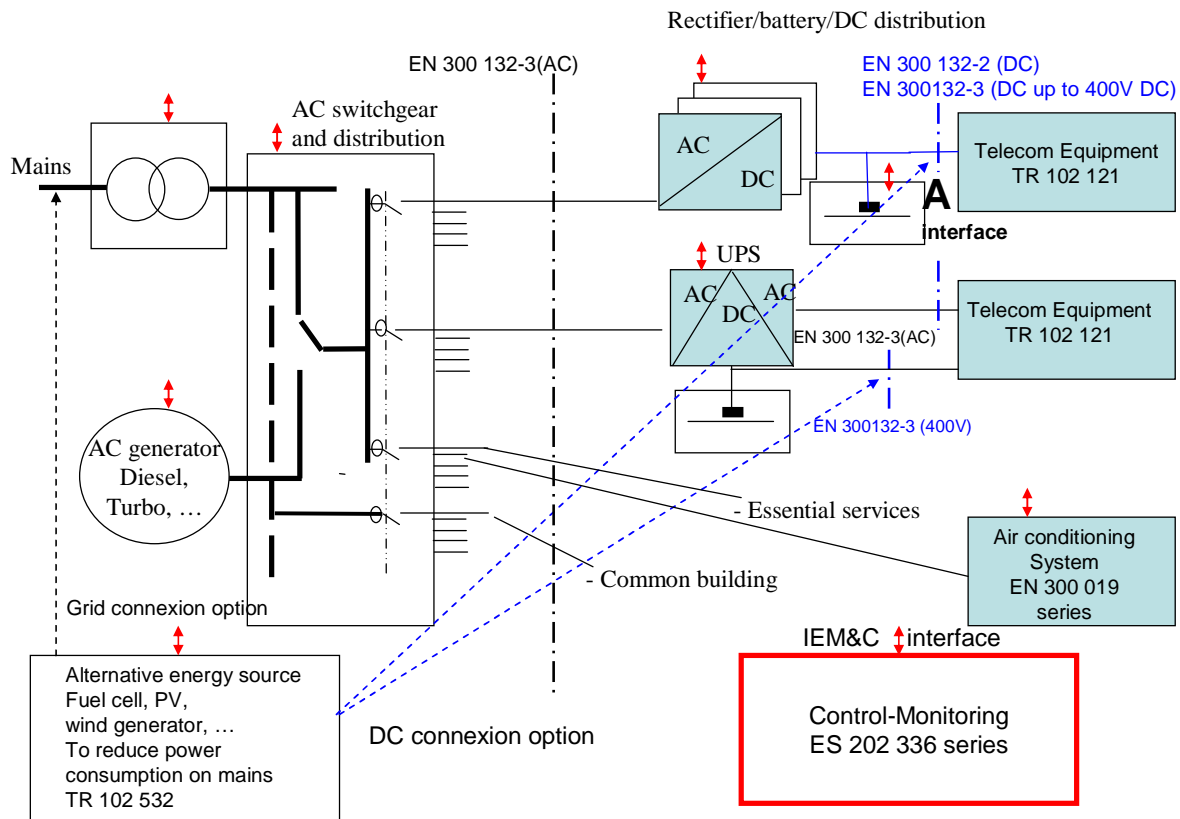 Rectifier/battery/DC distribution
EN 300 132-3(AC)
EN 300 132-2 (DC)
EN 300132-3 (DC up to 400V DC)
AC switchgear
and distribution
Mains
AC
DC
Telecom Equipment
TR 102 121
A
interface
UPS
AC
DC
AC
Telecom Equipment
TR 102 121
EN 300 132-3(AC)
EN 300132-3 (400V)
AC generator
Diesel,
Turbo, …
- Essential services
- Common building
Air conditioning
System
EN 300 019
series
Grid connexion option
IEM&C interface
Alternative energy source
Fuel cell, PV,
wind generator, …
To reduce power
consumption on mains
TR 102 532
DC connexion option
Control-Monitoring
ES 202 336 series